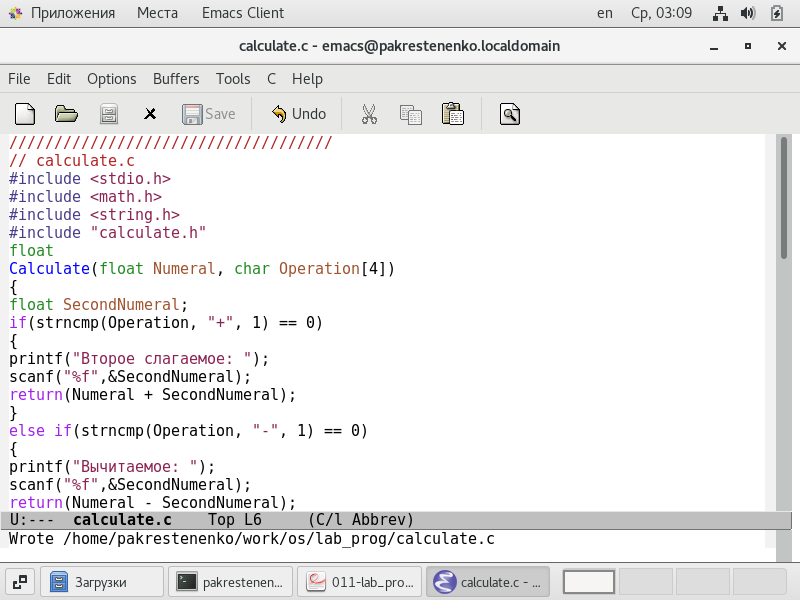 Приложения Места Emacs Client en Ср, 03:09
calculate.c - emacs@pakrestenenko.localdomain
File Edit Options Buffers Tools C Help
Save Undo
////////////////////////////////////
// calculate.c
#include <stdio.h>
#include <math.h>
#include <string.h>
#include "calculate.h"
float
Calculate(float Numeral, char Operation[4])
{
float SecondNumeral;
if(strncmp(Operation, "+", 1) == 0)
{
printf("Второе слагаемое: ");
scanf("%f",&SecondNumeral);
return(Numeral + SecondNumeral);
}
else if(strncmp(Operation, "-", 1) == 0)
{
printf("Вычитаемое: ");
scanf("%f",&SecondNumeral);
return(Numeral - SecondNumeral);
U:--- calculate.c Top L6 (C/l Abbrev)
Wrote /home/pakrestenenko/work/os/lab_prog/calculate.c
Загрузки pakrestenen... 011-lab_pro... calculate.c - ...